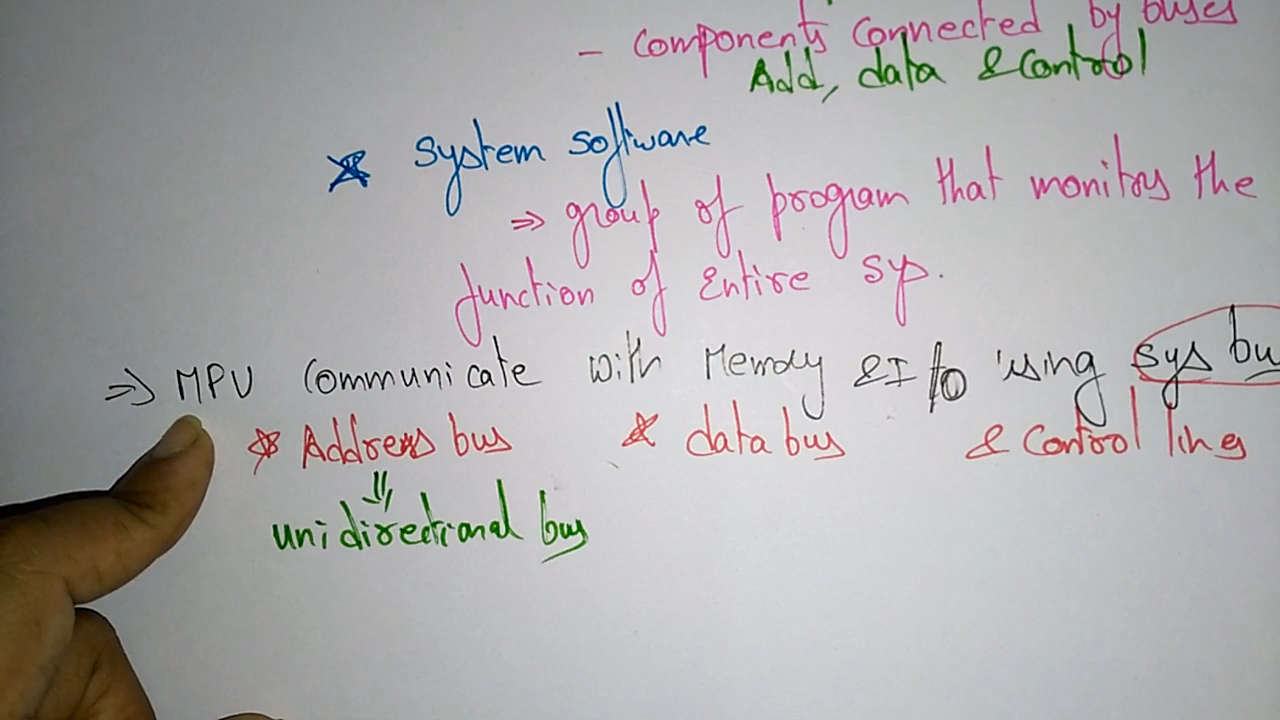 - Components connected by buses
Add, data & control
* System software
⇒ group of program that monitors the
function of Entire sys.
⇒ MPU Communicate with Memory & I/O using sys bu
* Address bus * data bus & Control lines
⇓
unidirectional bus